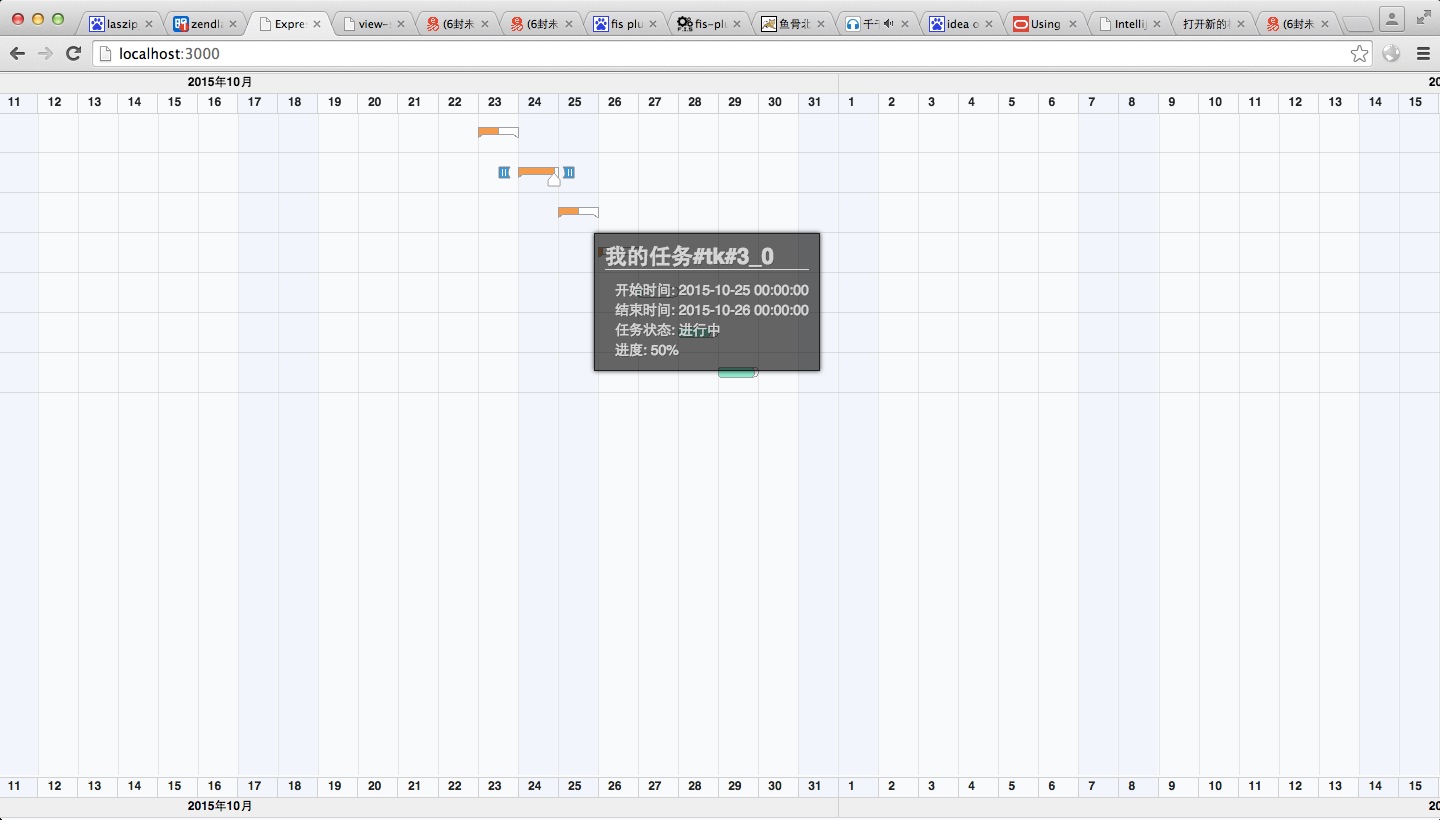 laszip
zendla
Expre
view-
(6封未
(6封未
fis plu
fis-plu
鱼骨北
千千
idea o
Using
Intellij
打开新的
(6封未
localhost:3000
2015年10月
20
11 12 13 14 15 16 17 18 19 20 21 22 23 24 25 26 27 28 29 30 31 1 2 3 4 5 6 7 8 9 10 11 12 13 14 15
我的任务#tk#3_0
开始时间: 2015-10-25 00:00:00
结束时间: 2015-10-26 00:00:00
任务状态: 进行中
进度: 50%
11 12 13 14 15 16 17 18 19 20 21 22 23 24 25 26 27 28 29 30 31 1 2 3 4 5 6 7 8 9 10 11 12 13 14 15
2015年10月
20